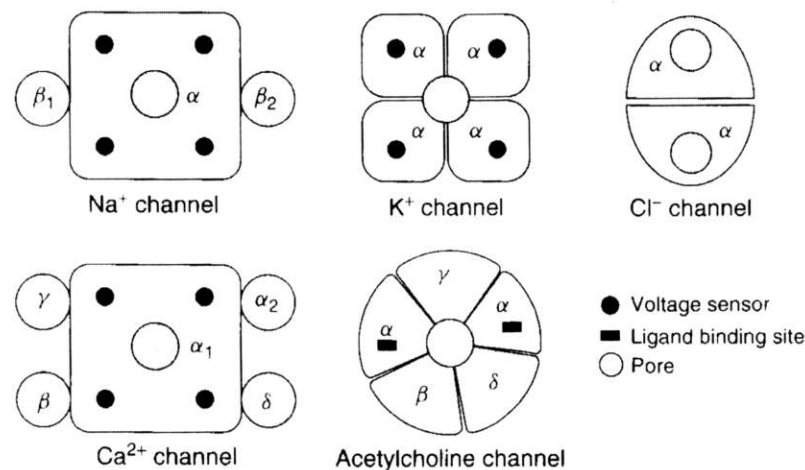 β₁ α β₂
Na⁺ channel
α α
α α
K⁺ channel
α
α
Cl⁻ channel
γ α₂
α₁
β δ
Ca²⁺ channel
γ
α α
β δ
Acetylcholine channel
Voltage sensor
Ligand binding site
Pore